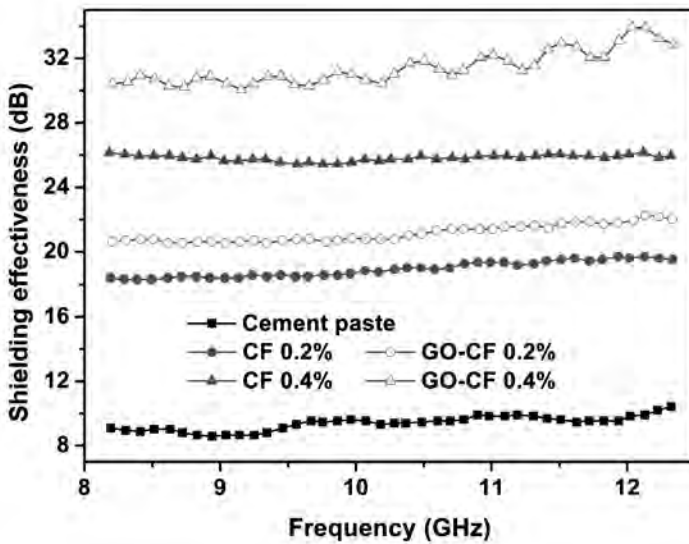 Shielding effectiveness (dB)
32
28
24
20
16
12
8
Cement paste
CF 0.2% GO-CF 0.2%
CF 0.4% GO-CF 0.4%
8 9 10 11 12
Frequency (GHz)